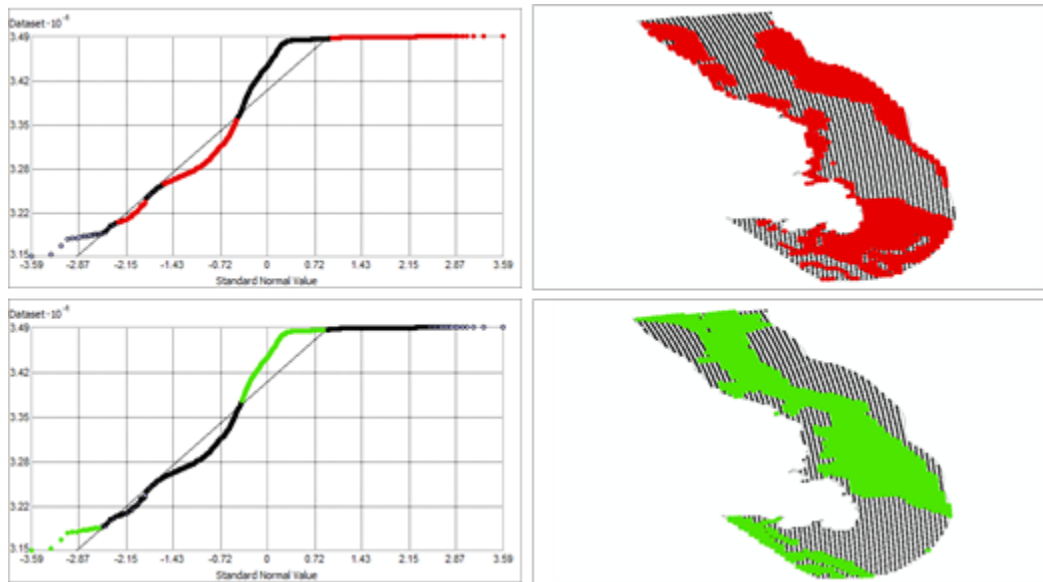 Dataset · 10⁻⁶
3.49
3.42
3.35
3.28
3.22
3.15
-3.59 -2.87 -2.15 -1.43 -0.72 0 0.72 1.43 2.15 2.87 3.59
Standard Normal Value
Dataset · 10⁻⁶
3.49
3.42
3.35
3.28
3.22
3.15
-3.59 -2.87 -2.15 -1.43 -0.72 0 0.72 1.43 2.15 2.87 3.59
Standard Normal Value